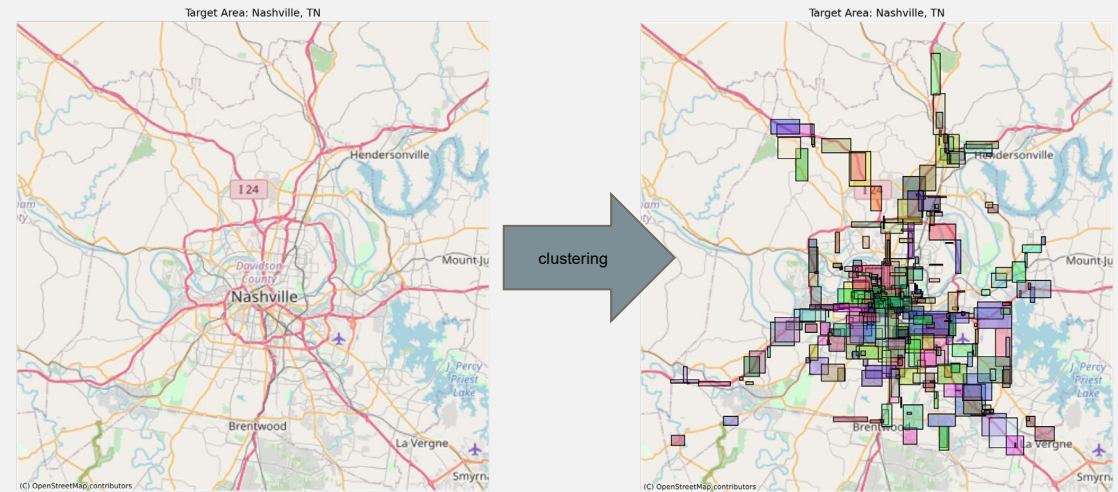 Target Area: Nashville, TN
Hendersonville
I 24
Davidson
County
Nashville
Mount-Ju
J. Percy
Priest
Lake
Brentwood
La Vergne
Smyrn
(C) OpenStreetMap contributors
clustering
Target Area: Nashville, TN
Hendersonville
Mount-Ju
J. Percy
Priest
Lake
Brentwood
La Vergne
Smyrn
(C) OpenStreetMap contributors